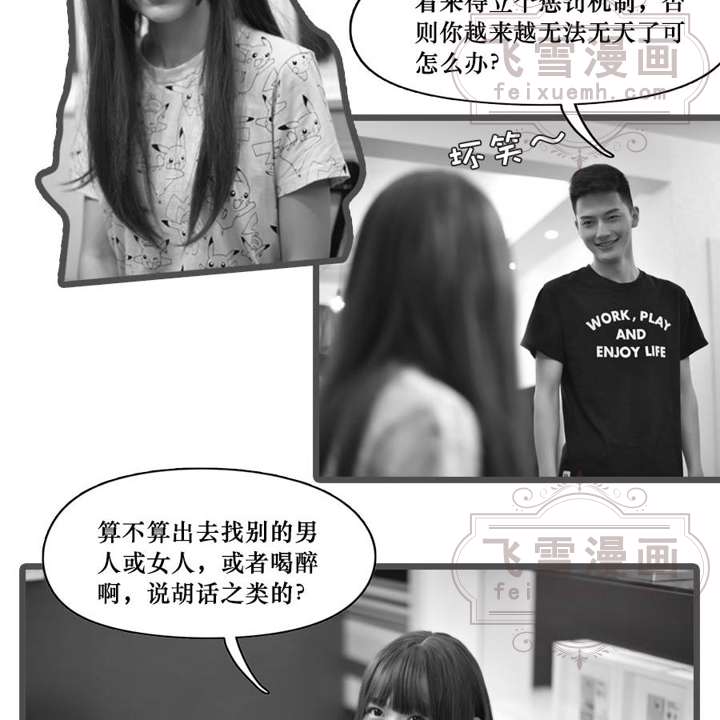 看来得立个惩罚机制，否
则你越来越无法无天了可
怎么办？
飞雪漫画
feixuemh.com
坏笑～
WORK, PLAY
AND
ENJOY LIFE
算不算出去找别的男
人或女人，或者喝醉
啊，说胡话之类的？
飞雪漫画